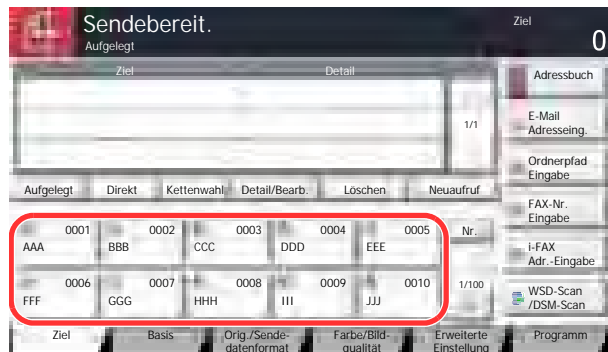 Sendebereit.
Aufgelegt
Ziel
0
Ziel Detail
1/1
Adressbuch
E-Mail
Adresseing.
Ordnerpfad
Eingabe
FAX-Nr.
Eingabe
i-FAX
Adr.-Eingabe
WSD-Scan
/DSM-Scan
Aufgelegt Direkt Kettenwahl Detail/Bearb. Löschen Neuaufruf
0001 0002 0003 0004 0005 Nr.
AAA BBB CCC DDD EEE
0006 0007 0008 0009 0010 1/100
FFF GGG HHH III JJJ
Ziel Basis Orig./Sende- Farbe/Bild- Erweiterte Programm
datenformat qualität Einstellung